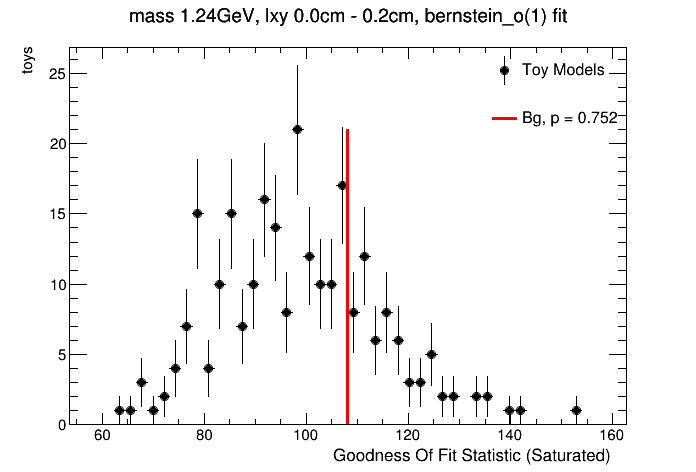 mass 1.24GeV, lxy 0.0cm - 0.2cm, bernstein_o(1) fit
toys
Toy Models
Bg, p = 0.752
25
20
15
10
5
0
60 80 100 120 140 160
Goodness Of Fit Statistic (Saturated)